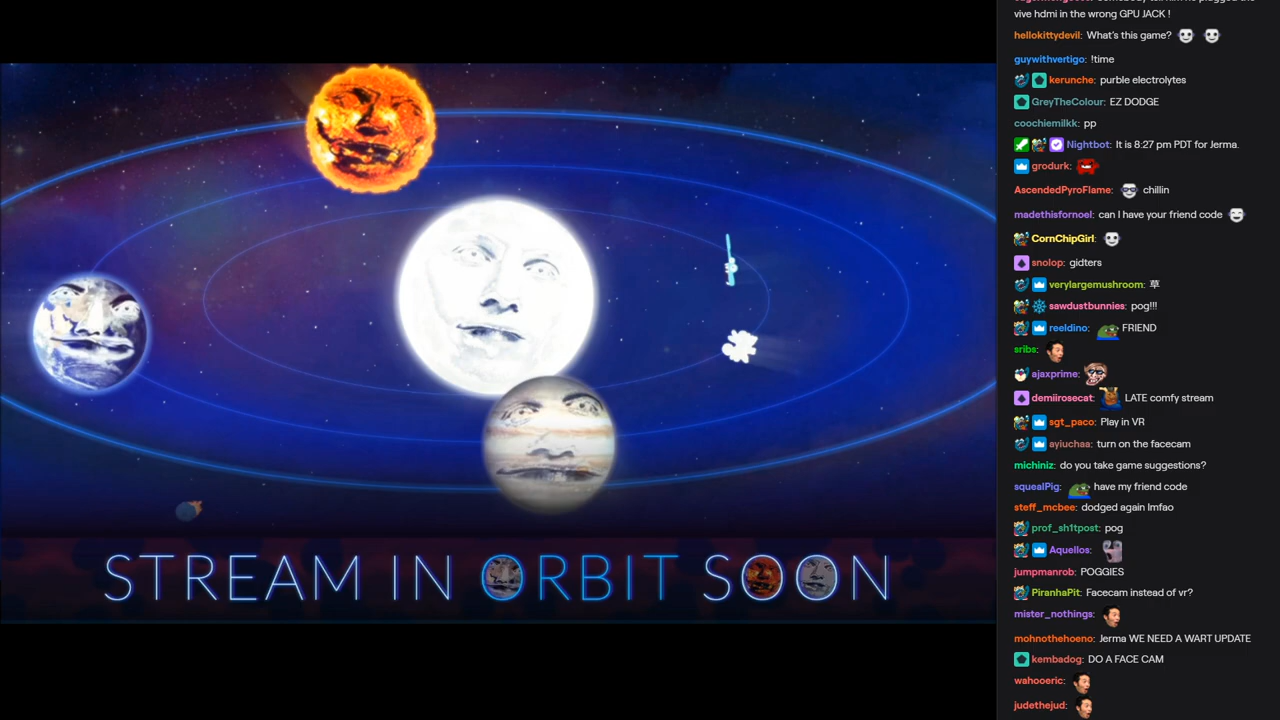 vive hdmi in the wrong GPU JACK !
hellokittydevil: What's this game?
guywithvertigo: !time
kerunche: purble electrolytes
GreyTheColour: EZ DODGE
coochiemilkk: pp
Nightbot: It is 8:27 pm PDT for Jerma.
grodurk:
AscendedPyroFlame: chillin
madethisfornoel: can I have your friend code
CornChipGirl:
snolop: gidters
verylargemushroom: 草
sawdustbunnies: pog!!!
reeldino: FRIEND
sribs:
ajaxprime:
demiirosecat: LATE comfy stream
sgt_paco: Play in VR
ayiuchaa: turn on the facecam
michiniz: do you take game suggestions?
squealPig: have my friend code
steff_mcbee: dodged again lmfao
prof_sh1tpost: pog
Aquellos:
jumpmanrob: POGGIES
PiranhaPit: Facecam instead of vr?
mister_nothings:
mohnothehoeno: Jerma WE NEED A WART UPDATE
kembadog: DO A FACE CAM
wahooeric:
judethejud:
STREAM IN ORBIT SOON